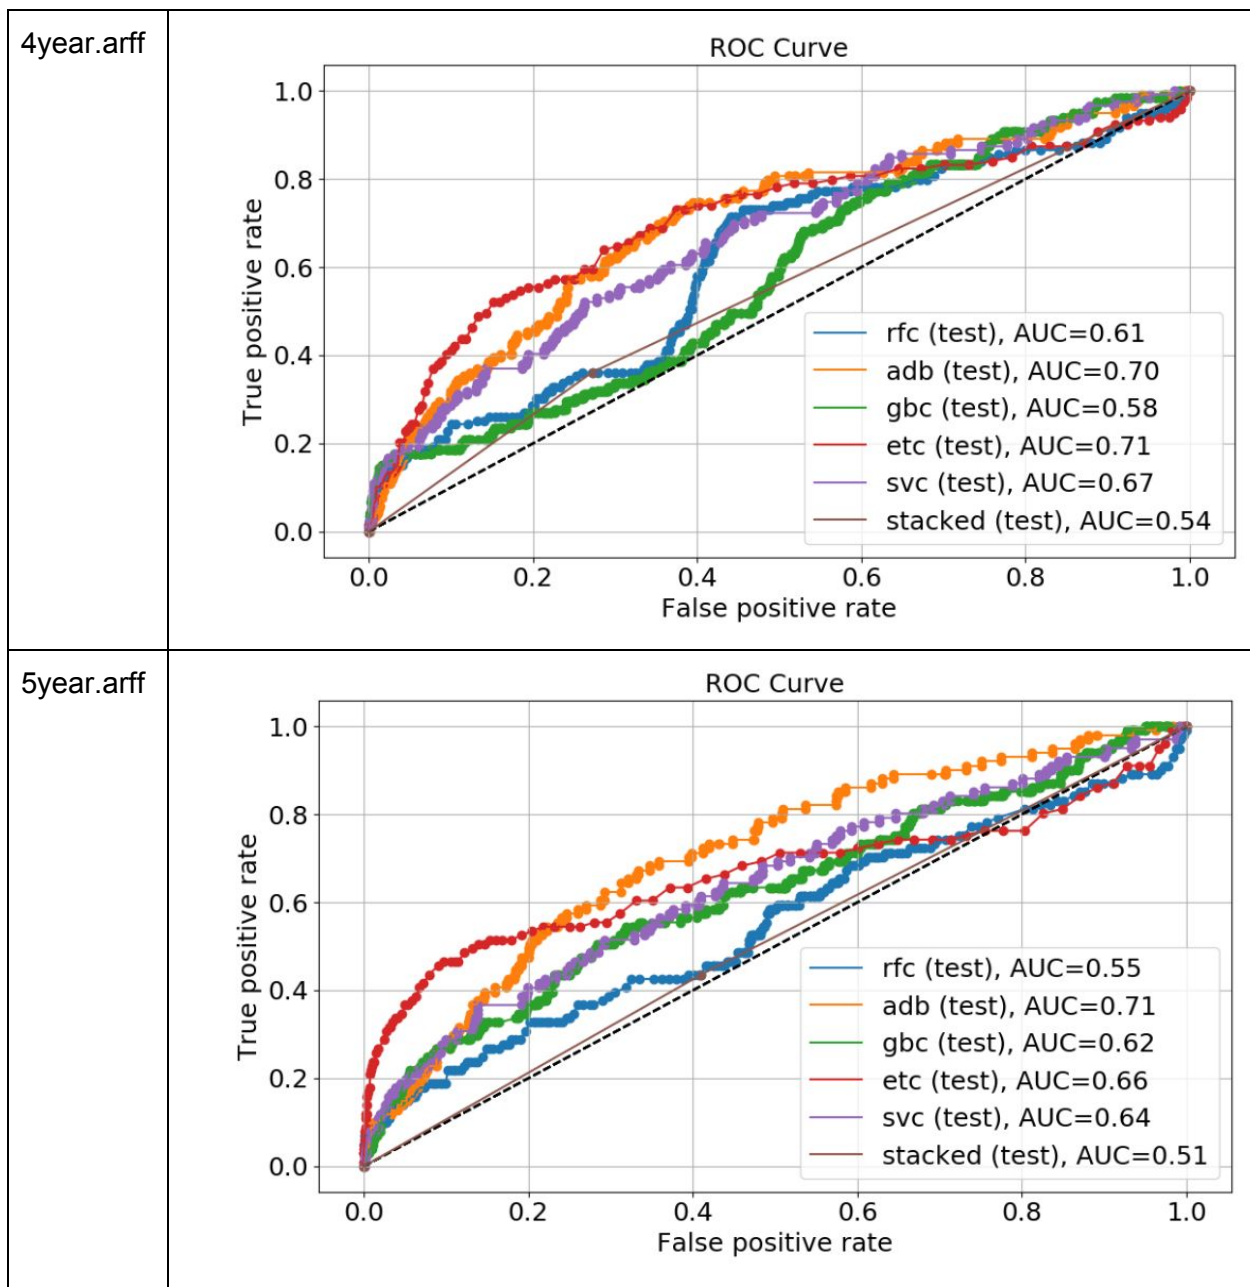 4year.arff
ROC Curve
True positive rate
1.0
0.8
0.6
0.4
0.2
0.0
rfc (test), AUC=0.61
adb (test), AUC=0.70
gbc (test), AUC=0.58
etc (test), AUC=0.71
svc (test), AUC=0.67
stacked (test), AUC=0.54
0.0 0.2 0.4 0.6 0.8 1.0
False positive rate
5year.arff
ROC Curve
True positive rate
1.0
0.8
0.6
0.4
0.2
0.0
rfc (test), AUC=0.55
adb (test), AUC=0.71
gbc (test), AUC=0.62
etc (test), AUC=0.66
svc (test), AUC=0.64
stacked (test), AUC=0.51
0.0 0.2 0.4 0.6 0.8 1.0
False positive rate